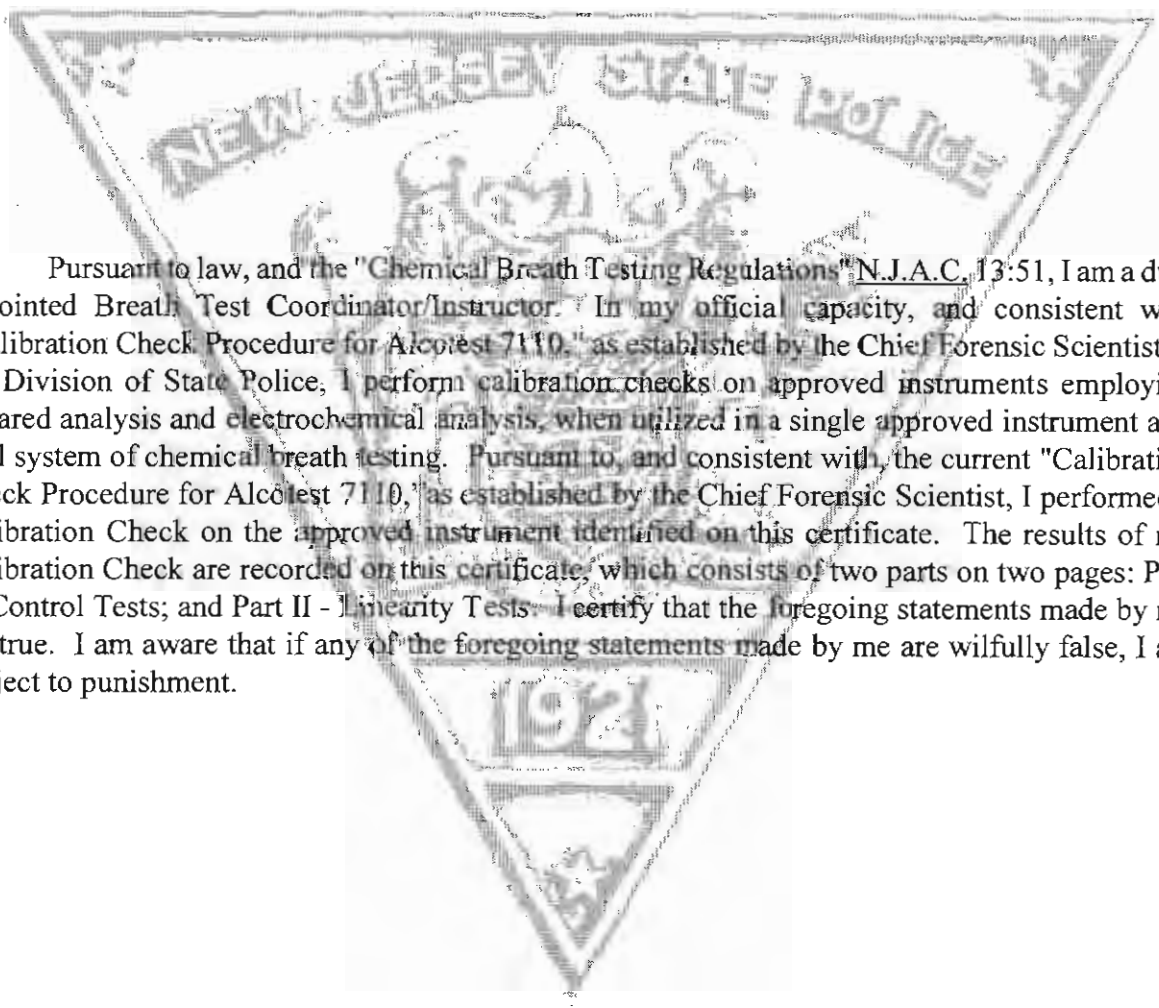 NEW JERSEY STATE POLICE
Pursuant to law, and the "Chemical Breath Testing Regulations" N.J.A.C. 13:51, I am a d
ointed Breath Test Coordinator/Instructor. In my official capacity, and consistent w
libration Check Procedure for Alcotest 7110," as established by the Chief Forensic Scientist
Division of State Police, I perform calibration checks on approved instruments employi
ared analysis and electrochemical analysis, when utilized in a single approved instrument a
l system of chemical breath testing. Pursuant to, and consistent with, the current "Calibrati
ck Procedure for Alcotest 7110," as established by the Chief Forensic Scientist, I performed
ibration Check on the approved instrument identified on this certificate. The results of
ibration Check are recorded on this certificate, which consists of two parts on two pages: P
Control Tests; and Part II - Linearity Tests. I certify that the foregoing statements made by
true. I am aware that if any of the foregoing statements made by me are wilfully false, I a
ject to punishment.
192